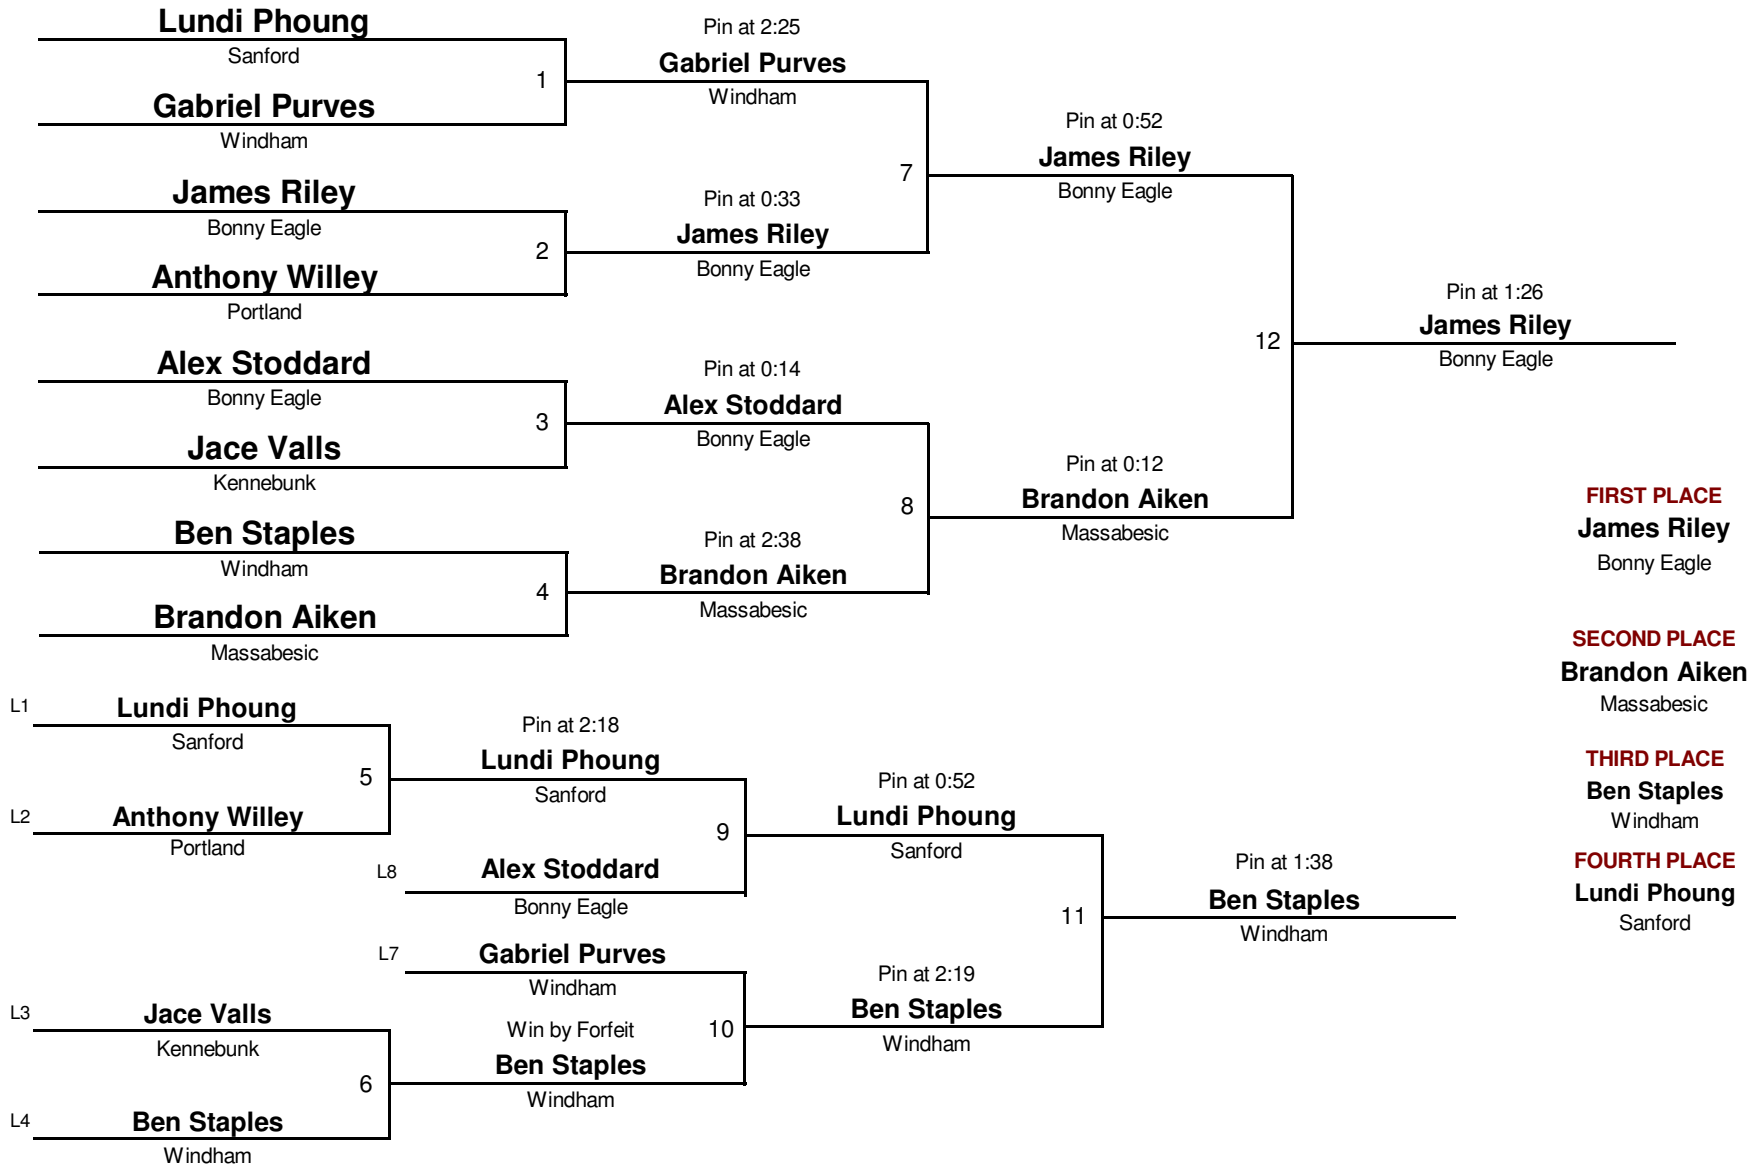 Lundi Phoung
Sanford
1
Gabriel Purves
Windham
Pin at 2:25
Gabriel Purves
Windham
James Riley
Bonny Eagle
2
Anthony Willey
Portland
Pin at 0:33
James Riley
Bonny Eagle
7
Pin at 0:52
James Riley
Bonny Eagle
Alex Stoddard
Bonny Eagle
3
Jace Valls
Kennebunk
Pin at 0:14
Alex Stoddard
Bonny Eagle
Ben Staples
Windham
4
Brandon Aiken
Massabesic
Pin at 2:38
Brandon Aiken
Massabesic
8
Pin at 0:12
Brandon Aiken
Massabesic
12
Pin at 1:26
James Riley
Bonny Eagle
FIRST PLACE
James Riley
Bonny Eagle
SECOND PLACE
Brandon Aiken
Massabesic
THIRD PLACE
Ben Staples
Windham
FOURTH PLACE
Lundi Phoung
Sanford
L1
Lundi Phoung
Sanford
5
L2
Anthony Willey
Portland
Pin at 2:18
Lundi Phoung
Sanford
9
L8
Alex Stoddard
Bonny Eagle
Pin at 0:52
Lundi Phoung
Sanford
L7
Gabriel Purves
Windham
L3
Jace Valls
Kennebunk
6
L4
Ben Staples
Windham
Win by Forfeit
10
Ben Staples
Windham
Pin at 2:19
Ben Staples
Windham
11
Pin at 1:38
Ben Staples
Windham